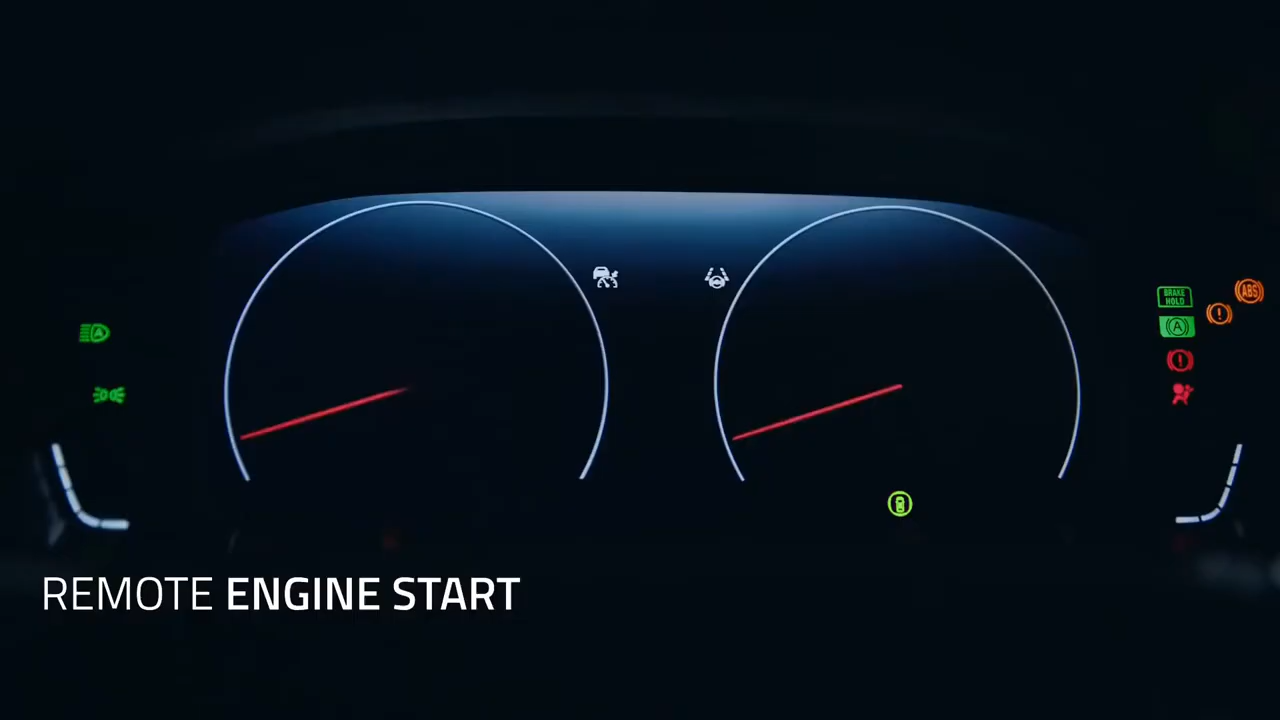 BRAKE
HOLD
ABS
A
A
REMOTE ENGINE START